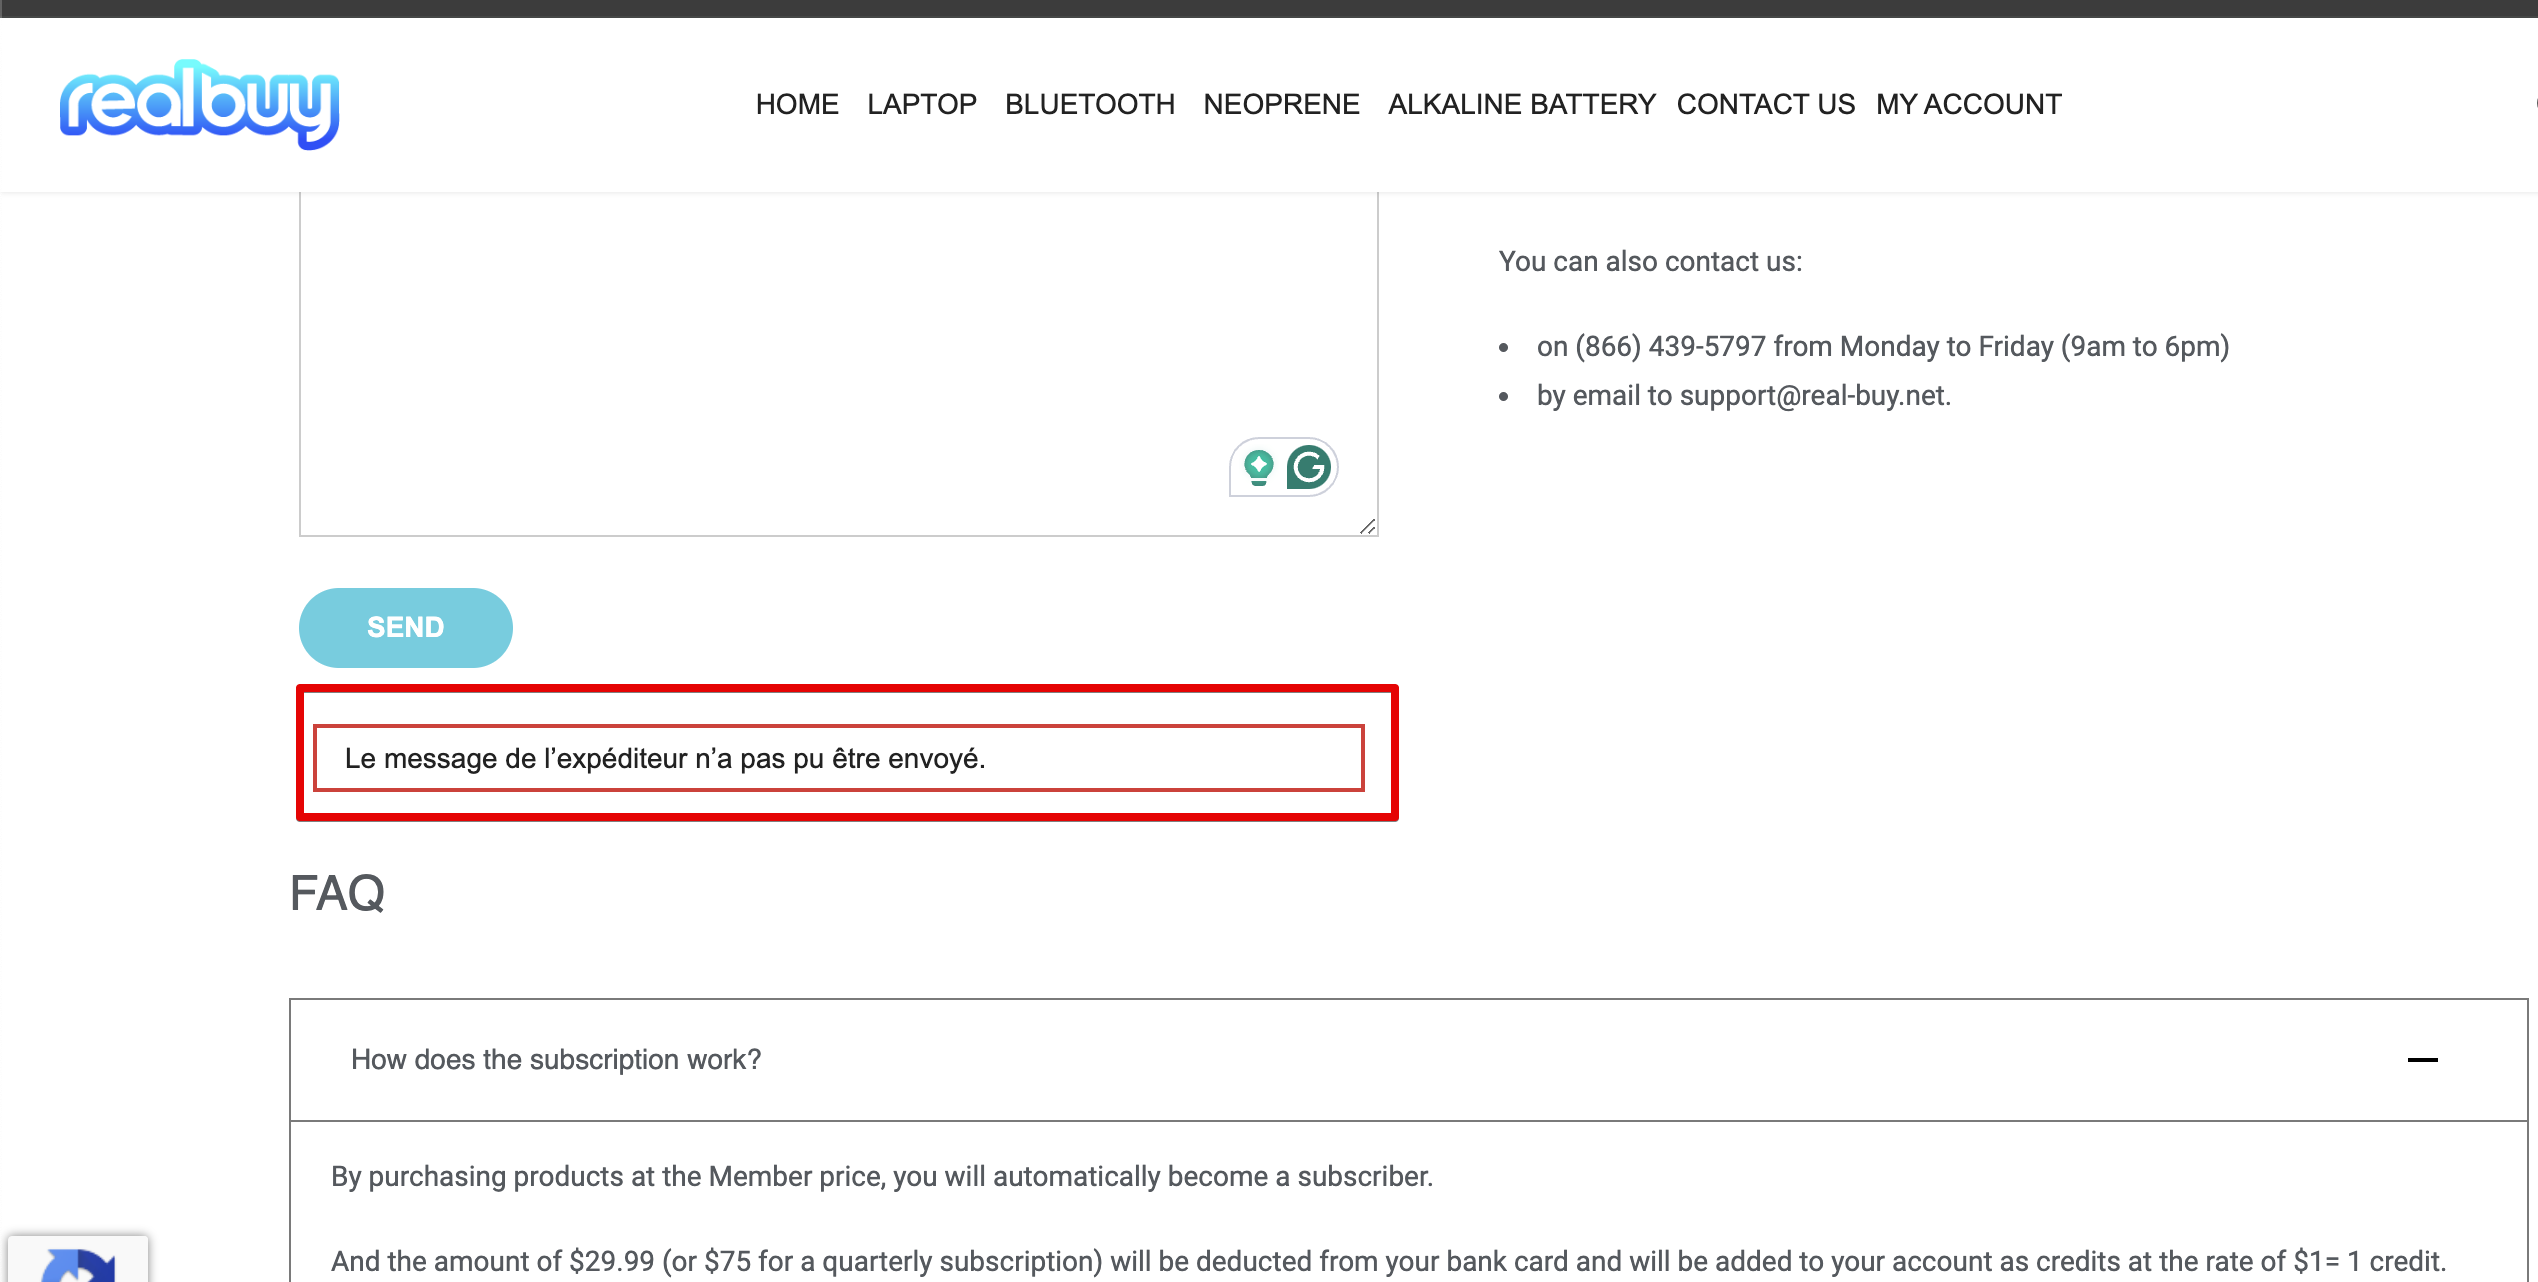 realbuy
HOME LAPTOP BLUETOOTH NEOPRENE ALKALINE BATTERY CONTACT US MY ACCOUNT
You can also contact us:
• on (866) 439-5797 from Monday to Friday (9am to 6pm)
• by email to support@real-buy.net.
SEND
Le message de l’expéditeur n’a pas pu être envoyé.
FAQ
How does the subscription work?
By purchasing products at the Member price, you will automatically become a subscriber.
And the amount of $29.99 (or $75 for a quarterly subscription) will be deducted from your bank card and will be added to your account as credits at the rate of $1= 1 credit.